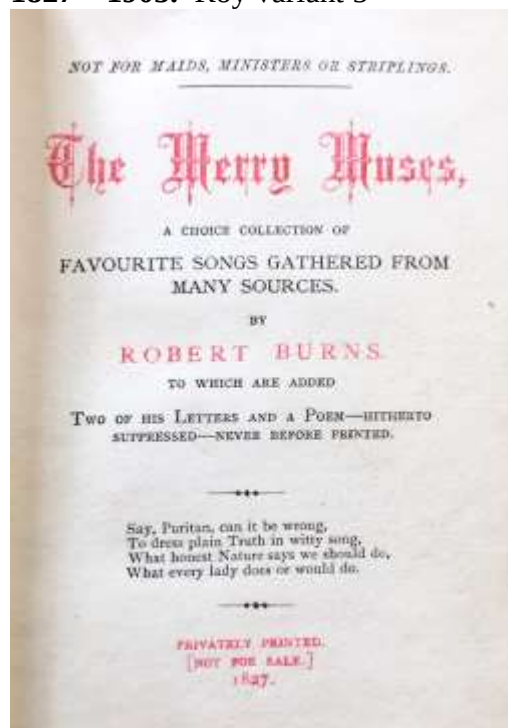 1827 – 1905. Roy variant 3
NOT FOR MAIDS, MINISTERS OR STRIPLINGS.
The Merry Muses,
A CHOICE COLLECTION OF
FAVOURITE SONGS GATHERED FROM
MANY SOURCES.
BY
ROBERT BURNS.
TO WHICH ARE ADDED
TWO OF HIS LETTERS AND A POEM—HITHERTO
SUPPRESSED—NEVER BEFORE PRINTED.
Say, Puritan, can it be wrong,
To dress plain Truth in witty song,
What honest Nature says we should do,
What every lady does or would do.
PRIVATELY PRINTED.
[NOT FOR SALE.]
1827.